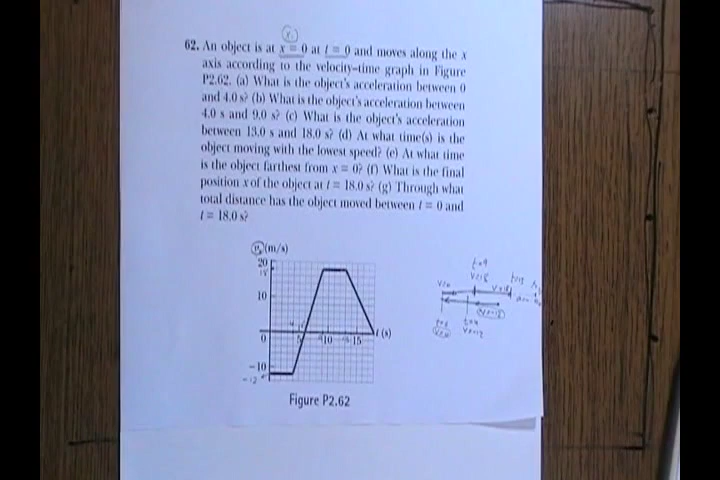 62. An object is at x = 0 at t = 0 and moves along the x
axis according to the velocity–time graph in Figure
P2.62. (a) What is the object's acceleration between 0
and 4.0 s? (b) What is the object's acceleration between
4.0 s and 9.0 s? (c) What is the object's acceleration
between 13.0 s and 18.0 s? (d) At what time(s) is the
object moving with the lowest speed? (e) At what time
is the object farthest from x = 0? (f) What is the final
position x of the object at t = 18.0 s? (g) Through what
total distance has the object moved between t = 0 and
t = 18.0 s?
(m/s)
20
18
10
0
5
10
15
t (s)
−10
-12
t=9
v=18
Figure P2.62